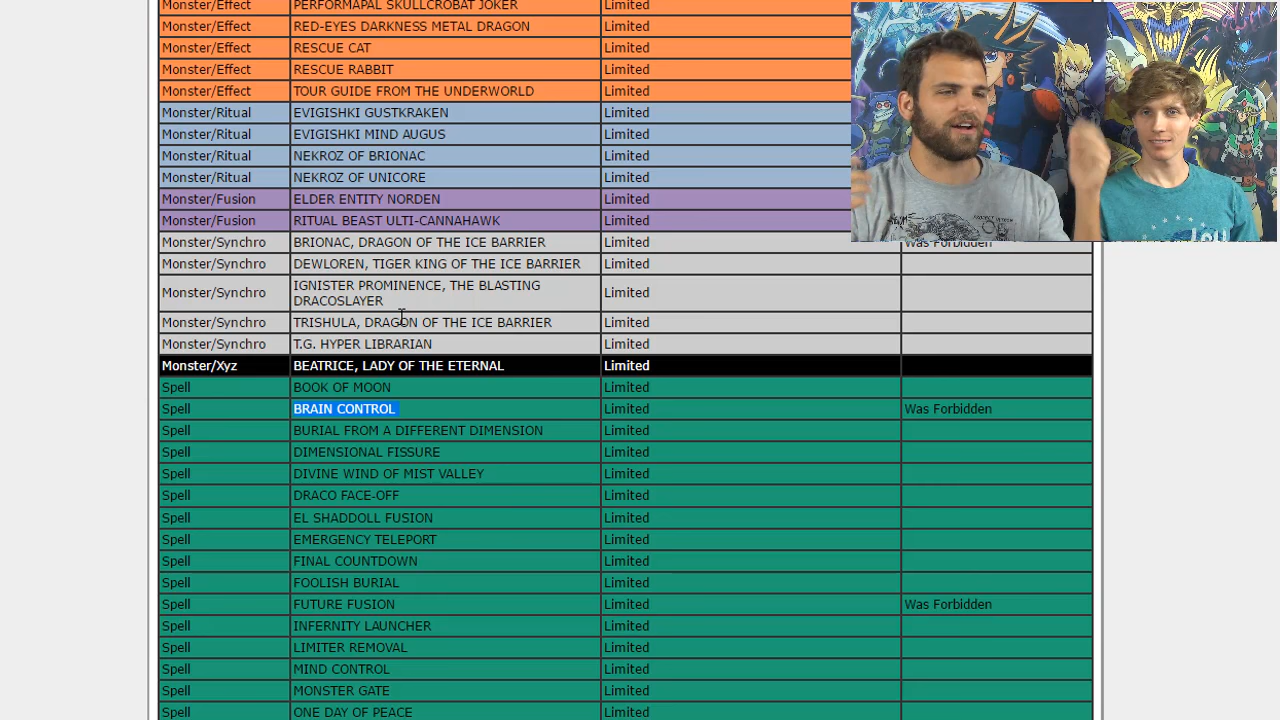 Monster/Effect PERFORMAPAL SKULLCROBAT JOKER Limited
Monster/Effect RED-EYES DARKNESS METAL DRAGON Limited
Monster/Effect RESCUE CAT Limited
Monster/Effect RESCUE RABBIT Limited
Monster/Effect TOUR GUIDE FROM THE UNDERWORLD Limited
Monster/Ritual EVIGISHKI GUSTKRAKEN Limited
Monster/Ritual EVIGISHKI MIND AUGUS Limited
Monster/Ritual NEKROZ OF BRIONAC Limited
Monster/Ritual NEKROZ OF UNICORE Limited
Monster/Fusion ELDER ENTITY NORDEN Limited
Monster/Fusion RITUAL BEAST ULTI-CANNAHAWK Limited
Monster/Synchro BRIONAC, DRAGON OF THE ICE BARRIER Limited Was Forbidden
Monster/Synchro DEWLOREN, TIGER KING OF THE ICE BARRIER Limited
Monster/Synchro IGNISTER PROMINENCE, THE BLASTING
DRACOSLAYER Limited
Monster/Synchro TRISHULA, DRAGON OF THE ICE BARRIER Limited
Monster/Synchro T.G. HYPER LIBRARIAN Limited
Monster/Xyz BEATRICE, LADY OF THE ETERNAL Limited
Spell BOOK OF MOON Limited
Spell BRAIN CONTROL Limited Was Forbidden
Spell BURIAL FROM A DIFFERENT DIMENSION Limited
Spell DIMENSIONAL FISSURE Limited
Spell DIVINE WIND OF MIST VALLEY Limited
Spell DRACO FACE-OFF Limited
Spell EL SHADDOLL FUSION Limited
Spell EMERGENCY TELEPORT Limited
Spell FINAL COUNTDOWN Limited
Spell FOOLISH BURIAL Limited
Spell FUTURE FUSION Limited Was Forbidden
Spell INFERNITY LAUNCHER Limited
Spell LIMITER REMOVAL Limited
Spell MIND CONTROL Limited
Spell MONSTER GATE Limited
Spell ONE DAY OF PEACE Limited